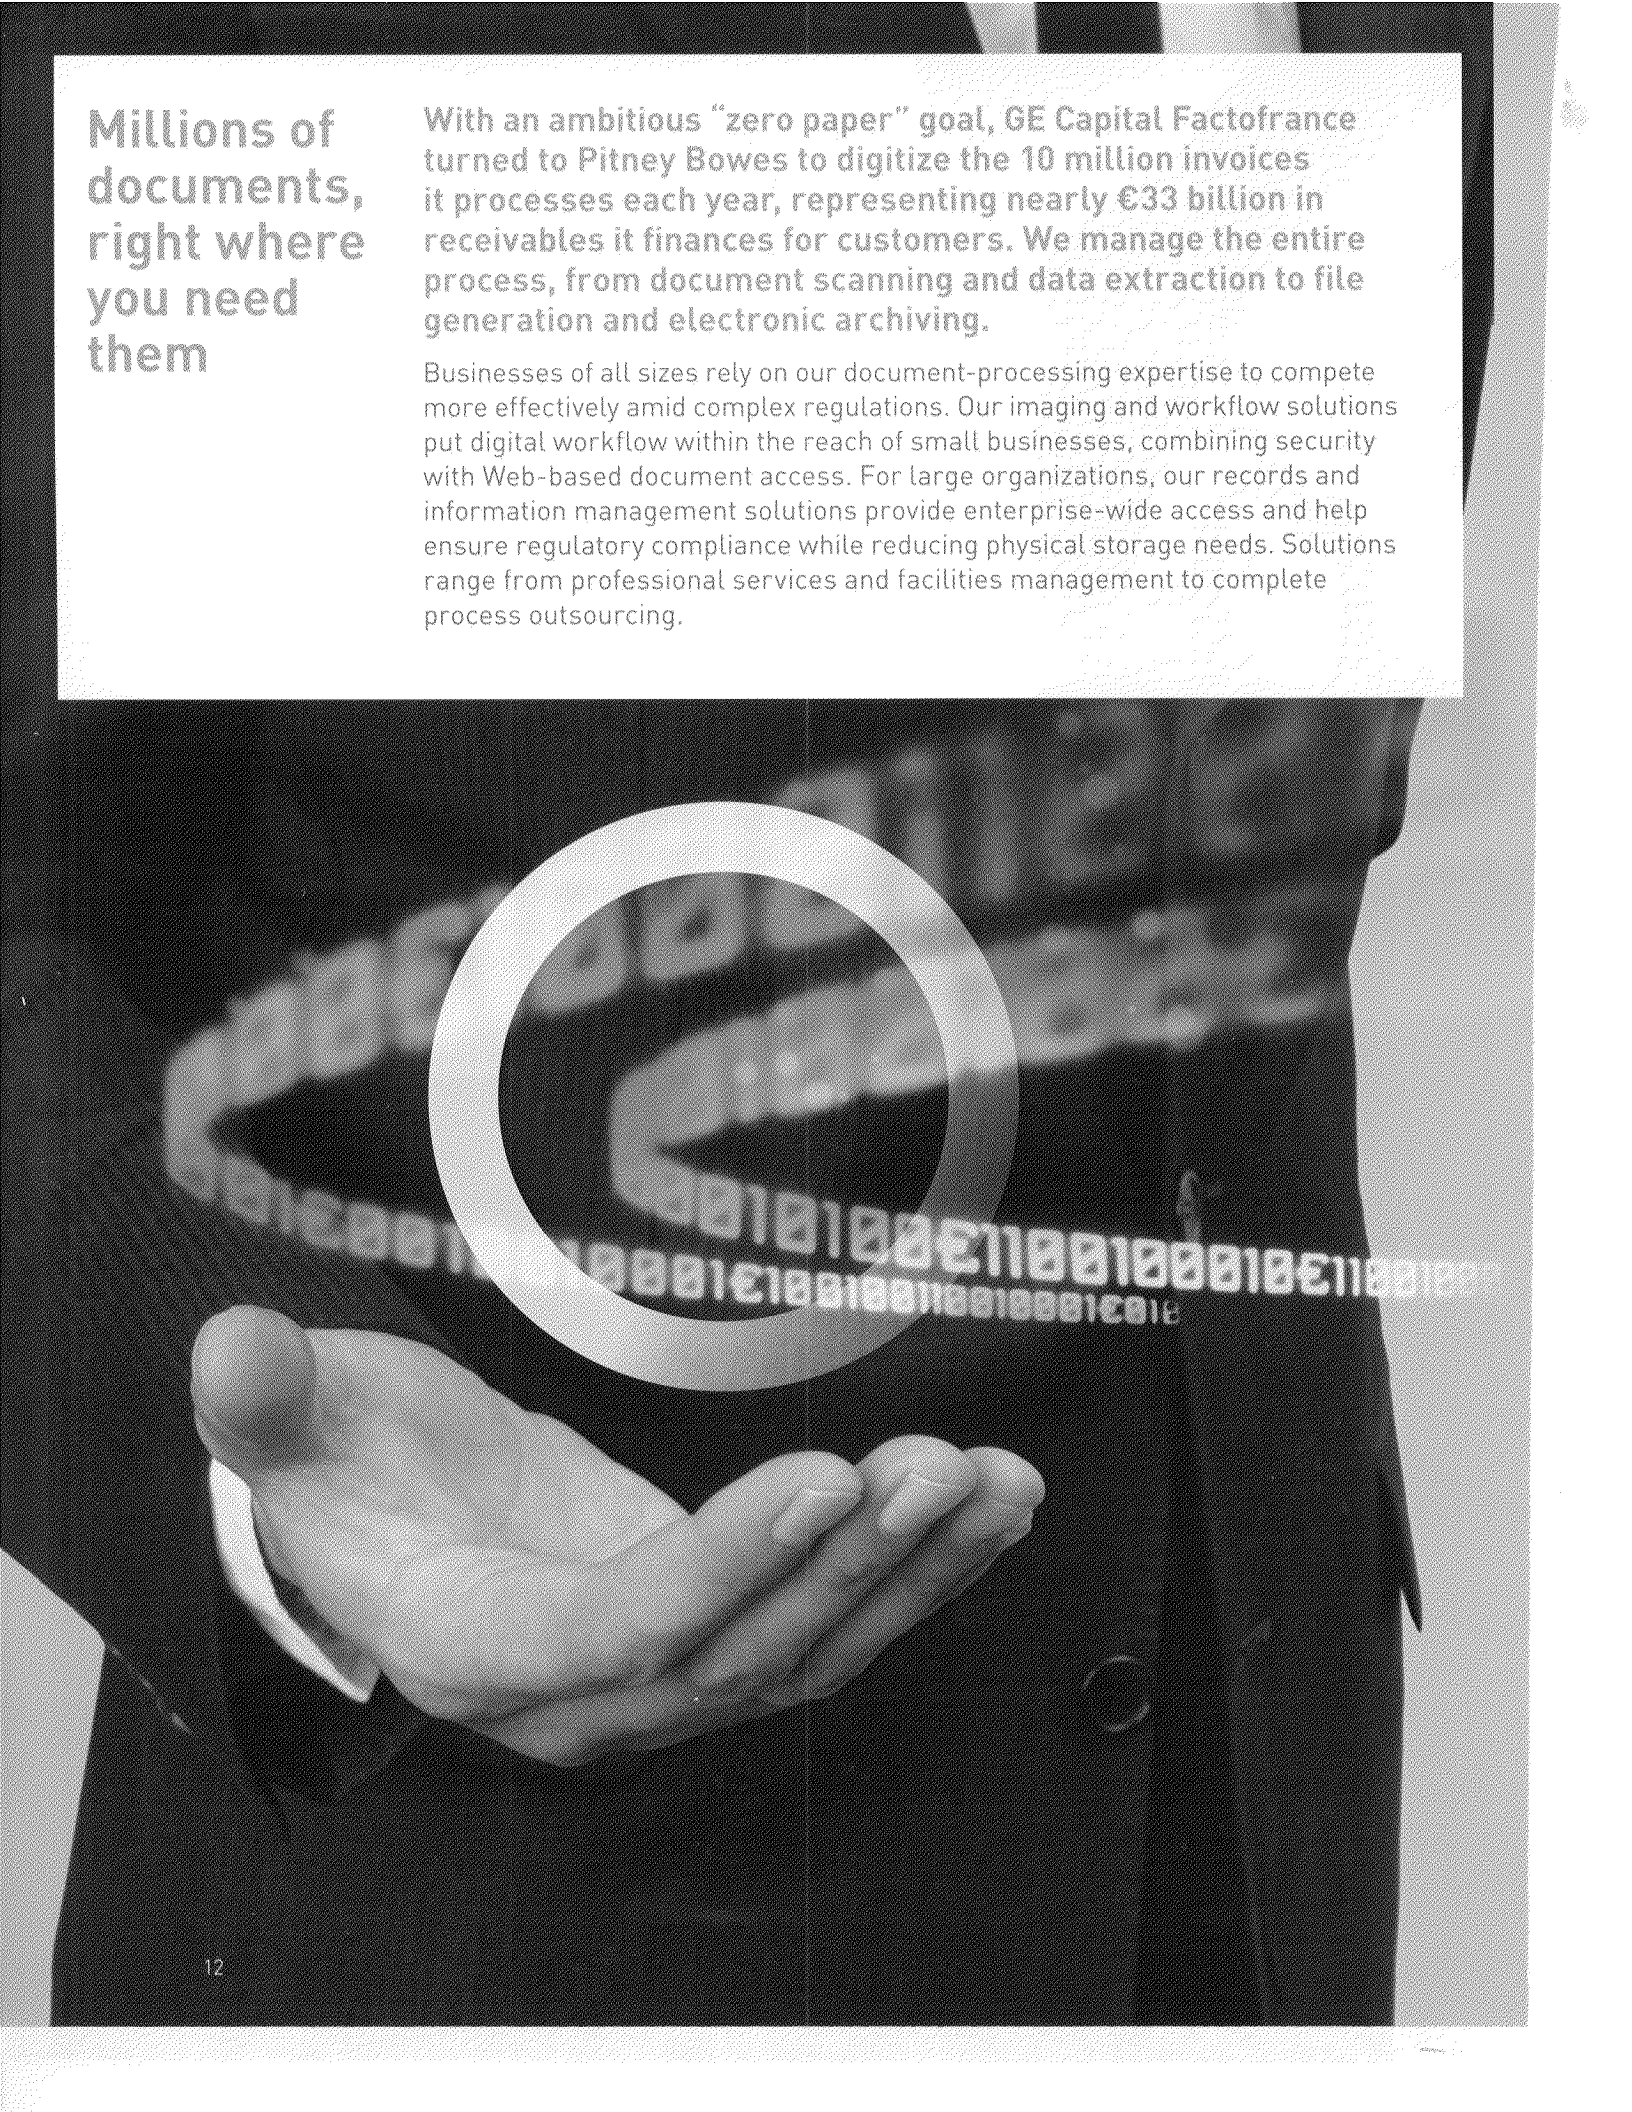 Millions of
documents,
right where
you need
them
With an ambitious “zero paper” goal, GE Capital Factofrance
turned to Pitney Bowes to digitize the 10 million invoices
it processes each year, representing nearly €33 billion in
receivables it finances for customers. We manage the entire
process, from document scanning and data extraction to file
generation and electronic archiving.
Businesses of all sizes rely on our document-processing expertise to compete
more effectively amid complex regulations. Our imaging and workflow solutions
put digital workflow within the reach of small businesses, combining security
with Web-based document access. For large organizations, our records and
information management solutions provide enterprise-wide access and help
ensure regulatory compliance while reducing physical storage needs. Solutions
range from professional services and facilities management to complete
process outsourcing.
0010100€11001000010€1100100
12